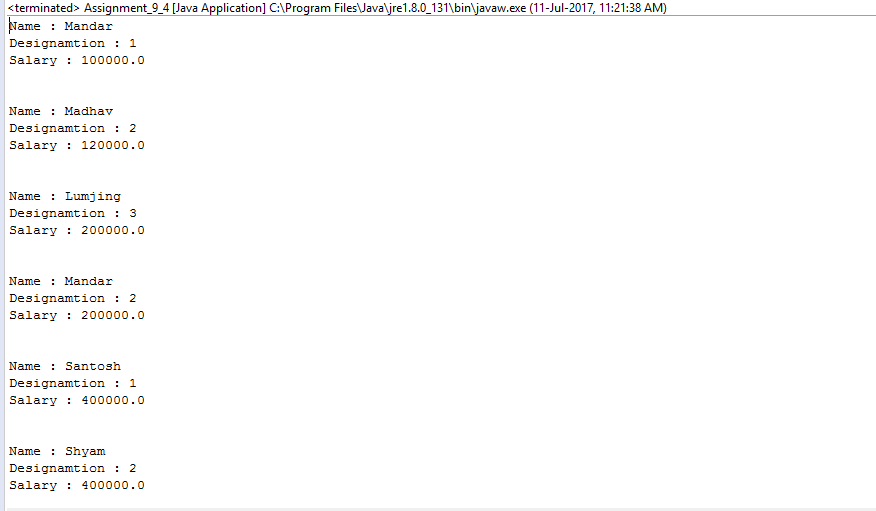 <terminated> Assignment_9_4 [Java Application] C:\Program Files\Java\jre1.8.0_131\bin\javaw.exe (11-Jul-2017, 11:21:38 AM)
Name : Mandar
Designamtion : 1
Salary : 100000.0
Name : Madhav
Designamtion : 2
Salary : 120000.0
Name : Lumjing
Designamtion : 3
Salary : 200000.0
Name : Mandar
Designamtion : 2
Salary : 200000.0
Name : Santosh
Designamtion : 1
Salary : 400000.0
Name : Shyam
Designamtion : 2
Salary : 400000.0